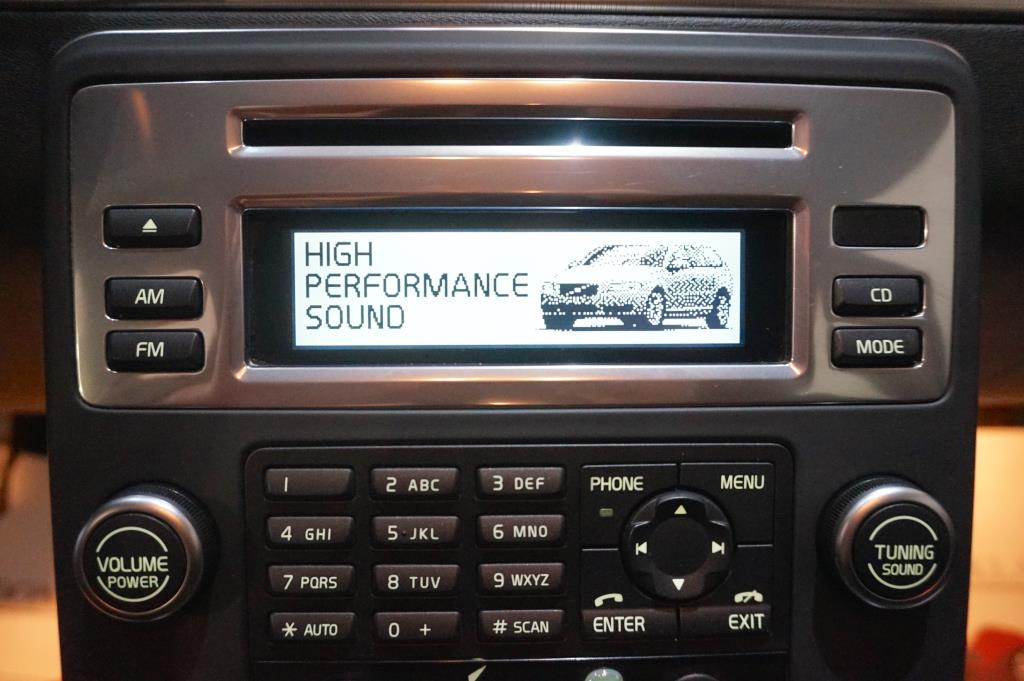 HIGH
PERFORMANCE
SOUND
AM
FM
CD
MODE
1
2 ABC
3 DEF
4 GHI
5 JKL
6 MNO
7 PQRS
8 TUV
9 WXYZ
* AUTO
0 +
# SCAN
PHONE
MENU
ENTER
EXIT
VOLUME
POWER
TUNING
SOUND